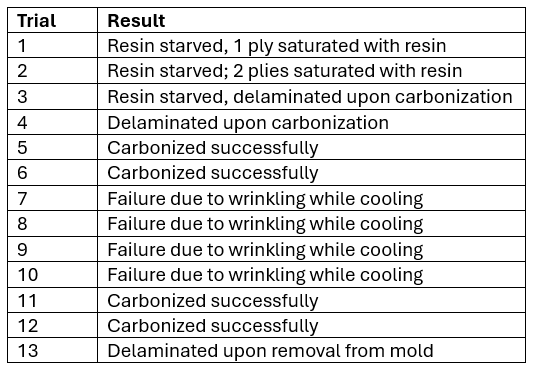 Trial Result
1 Resin starved, 1 ply saturated with resin
2 Resin starved; 2 plies saturated with resin
3 Resin starved, delaminated upon carbonization
4 Delaminated upon carbonization
5 Carbonized successfully
6 Carbonized successfully
7 Failure due to wrinkling while cooling
8 Failure due to wrinkling while cooling
9 Failure due to wrinkling while cooling
10 Failure due to wrinkling while cooling
11 Carbonized successfully
12 Carbonized successfully
13 Delaminated upon removal from mold